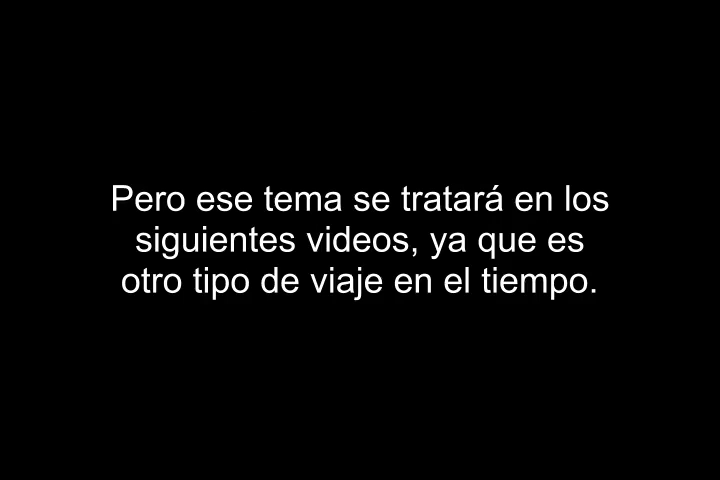 Pero ese tema se tratará en los
siguientes videos, ya que es
otro tipo de viaje en el tiempo.